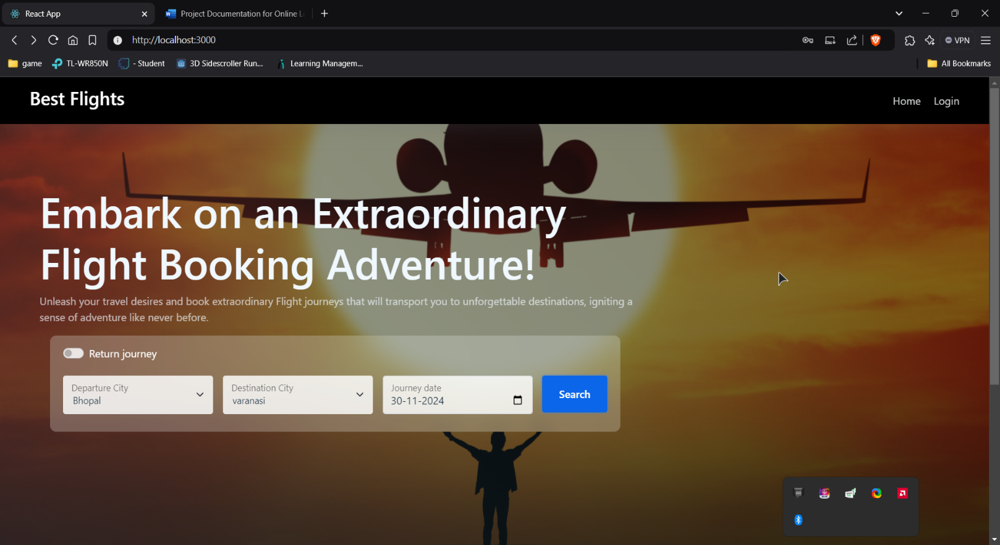 React App
Project Documentation for Online L
http://localhost:3000
VPN
game
TL-WR850N
- Student
3D Sidescroller Run...
Learning Managem...
All Bookmarks
Best Flights
Home
Login
Embark on an Extraordinary
Flight Booking Adventure!
Unleash your travel desires and book extraordinary Flight journeys that will transport you to unforgettable destinations, igniting a
sense of adventure like never before.
Return journey
Departure City
Bhopal
Destination City
varanasi
Journey date
30-11-2024
Search